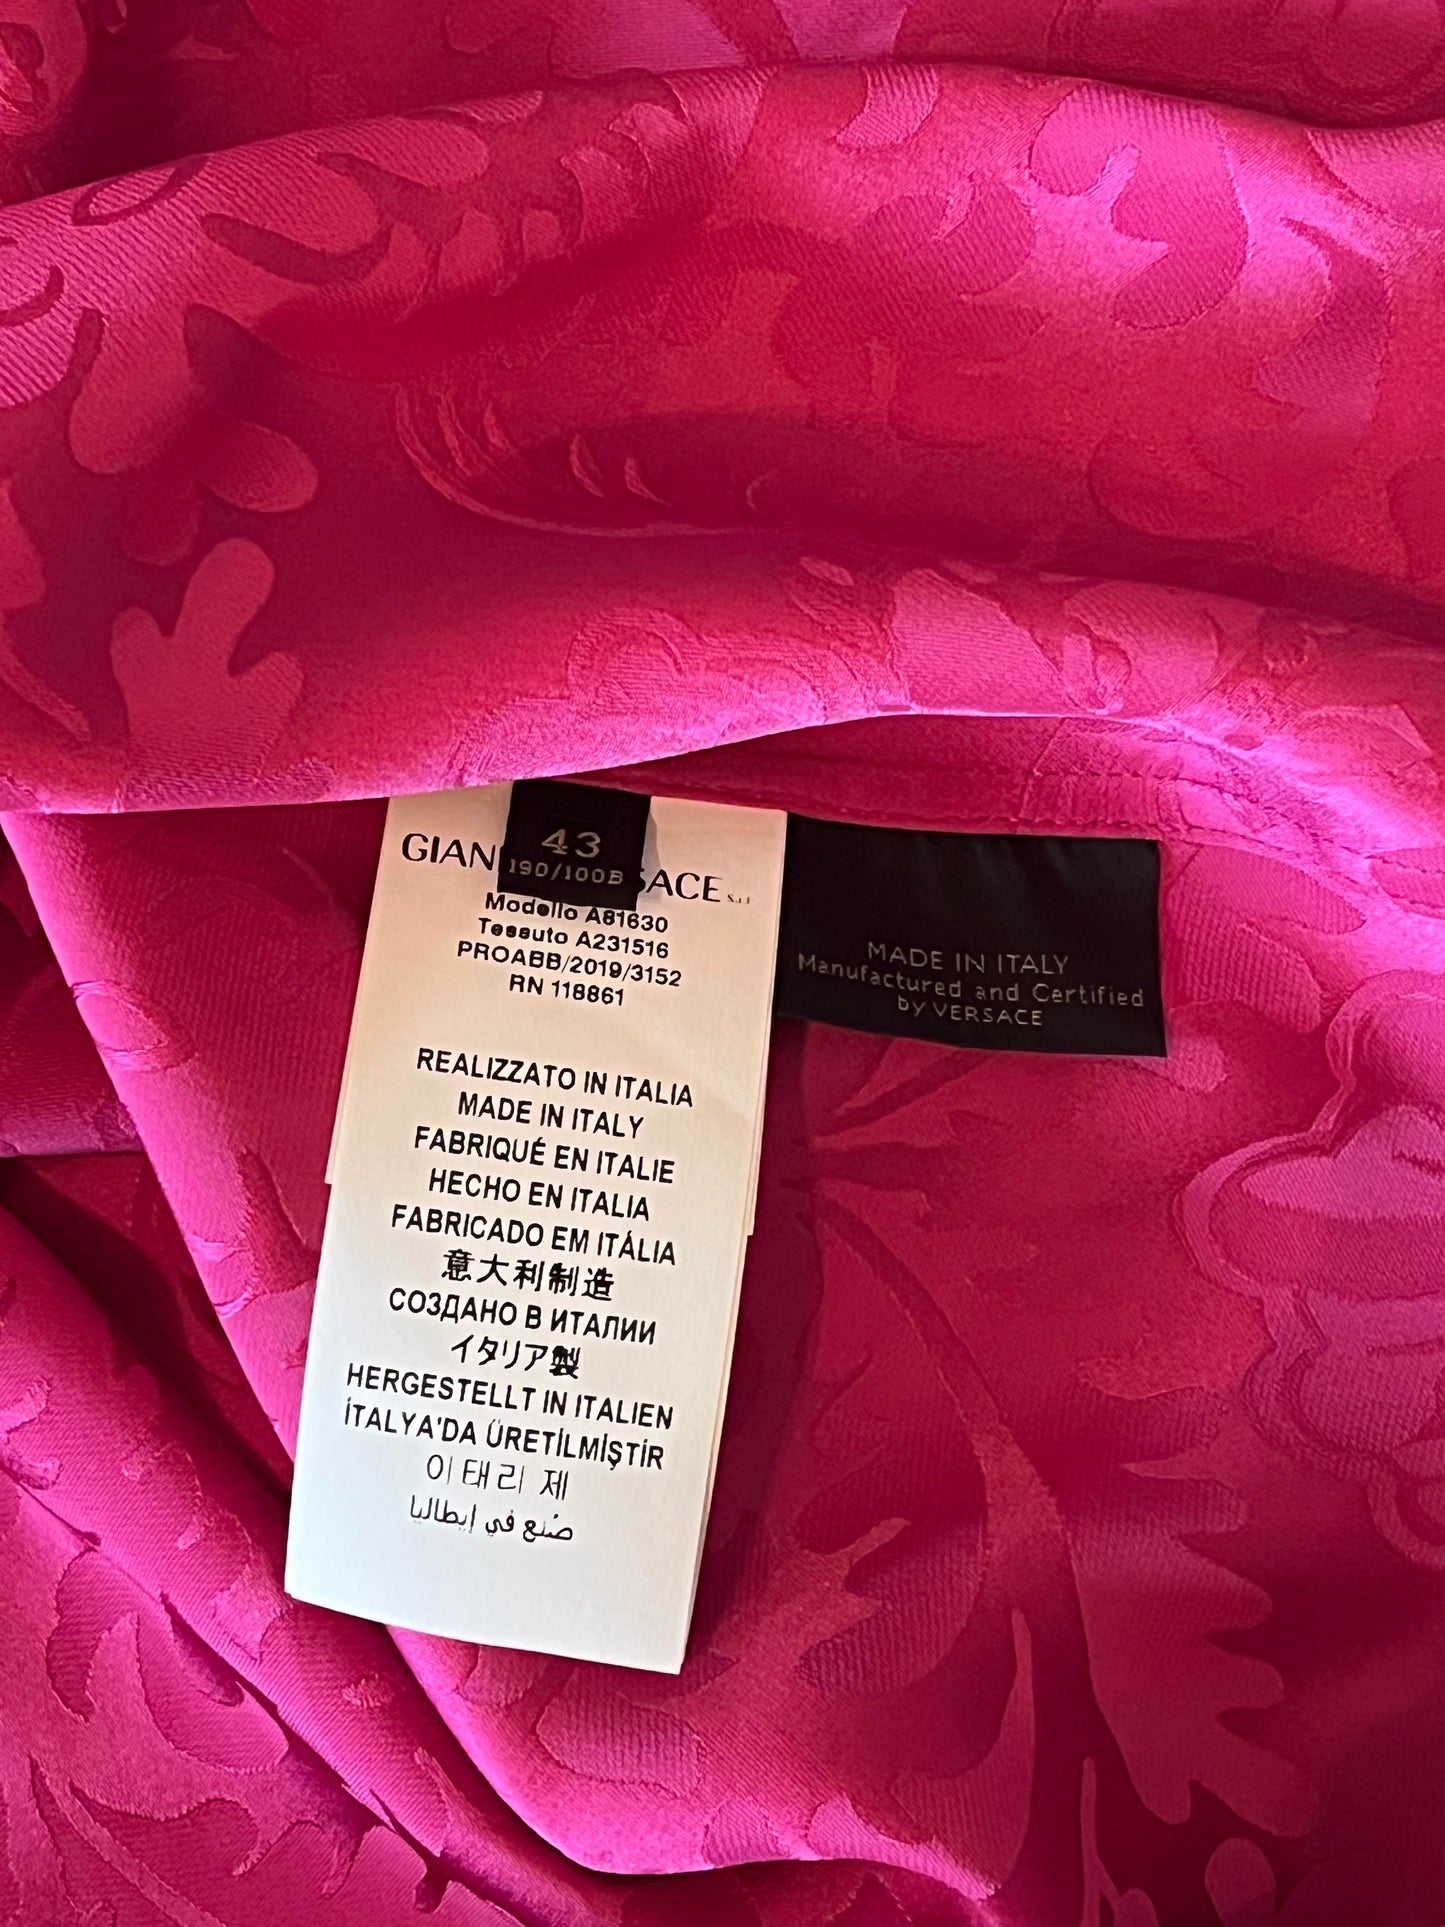 43
190/100B
GIAN SACE S.r.l
Modello A81630
Tessuto A231516
PROABB/2019/3152
RN 118861
REALIZZATO IN ITALIA
MADE IN ITALY
FABRIQUÉ EN ITALIE
HECHO EN ITALIA
FABRICADO EM ITÁLIA
意大利制造
СОЗДАНО В ИТАЛИИ
イタリア製
HERGESTELLT IN ITALIEN
İTALYA'DA ÜRETİLMİŞTİR
이태리 제
صُنع في إيطاليا
MADE IN ITALY
Manufactured and Certified
by VERSACE